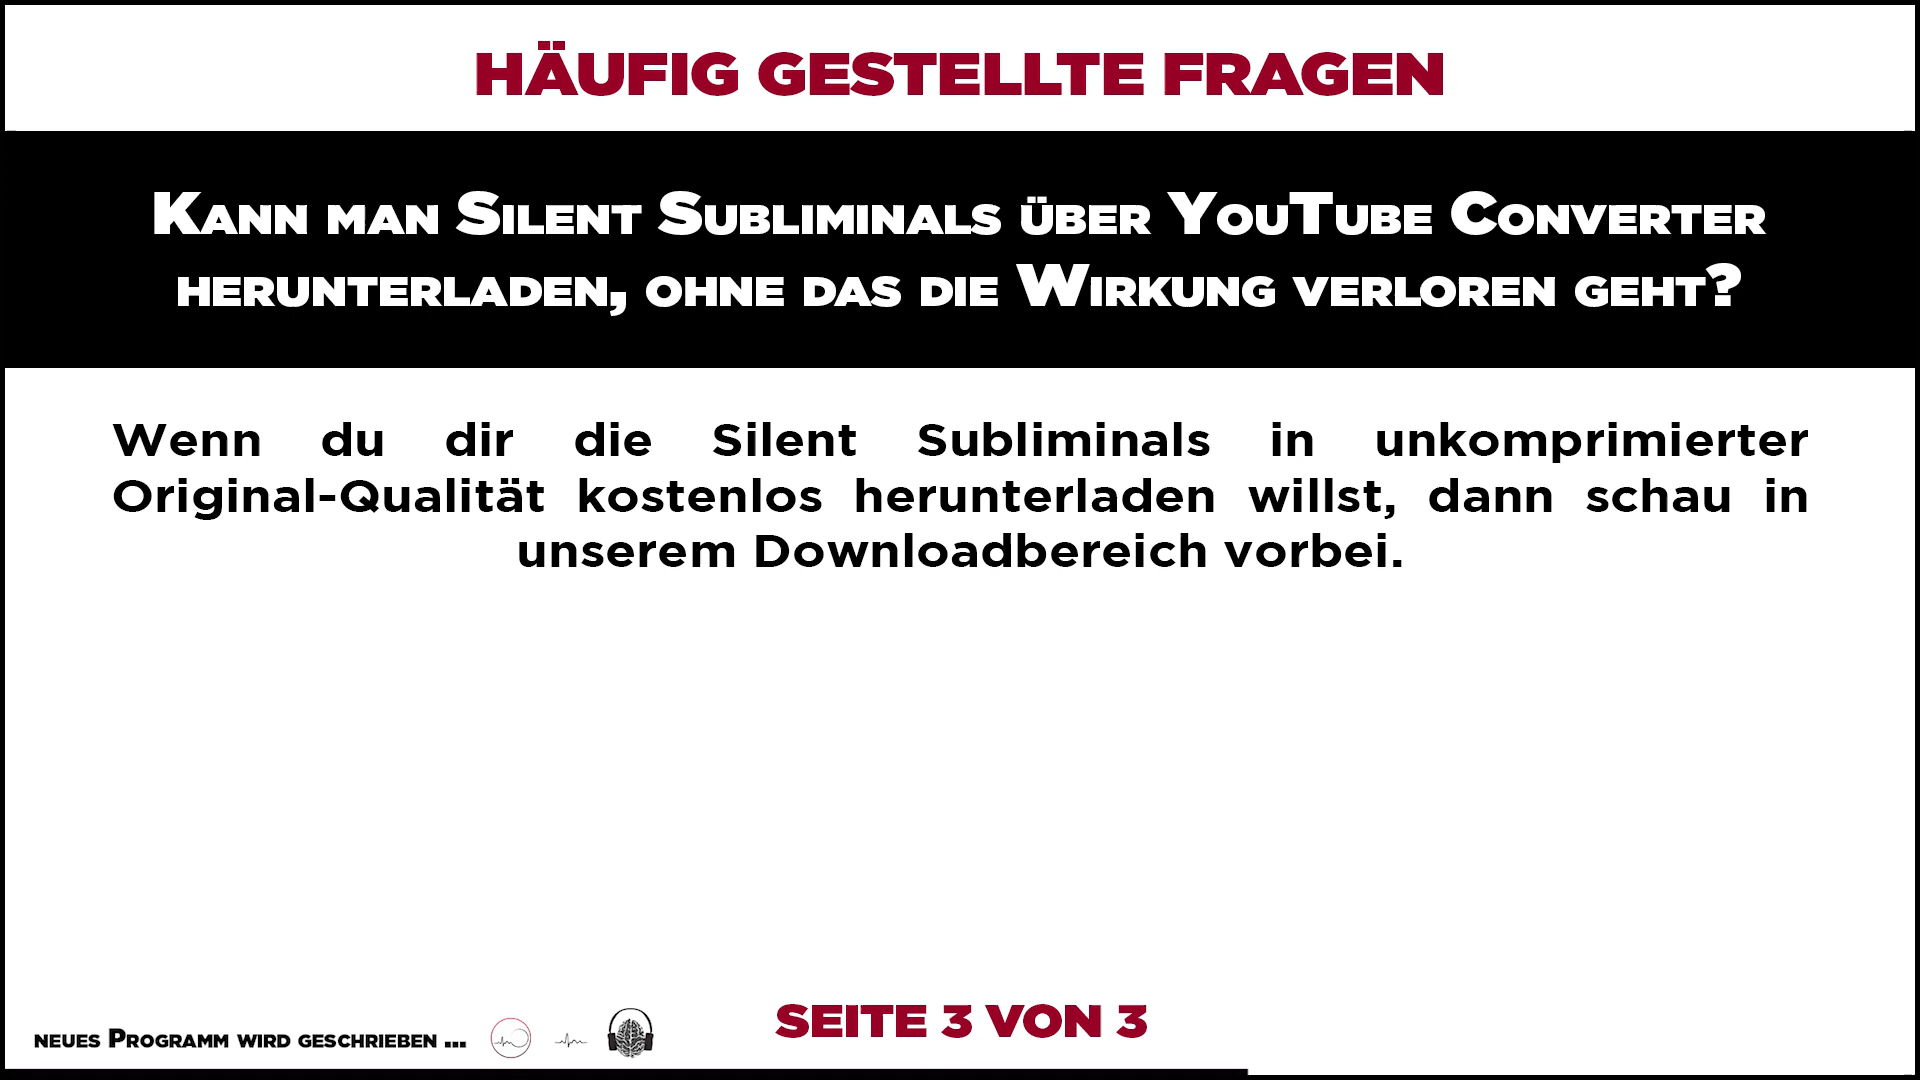 HÄUFIG GESTELLTE FRAGEN
Kann man Silent Subliminals über YouTube Converter
herunterladen, ohne das die Wirkung verloren geht?
Wenn du dir die Silent Subliminals in unkomprimierter
Original-Qualität kostenlos herunterladen willst, dann schau in
unserem Downloadbereich vorbei.
neues Programm wird geschrieben ...
SEITE 3 VON 3